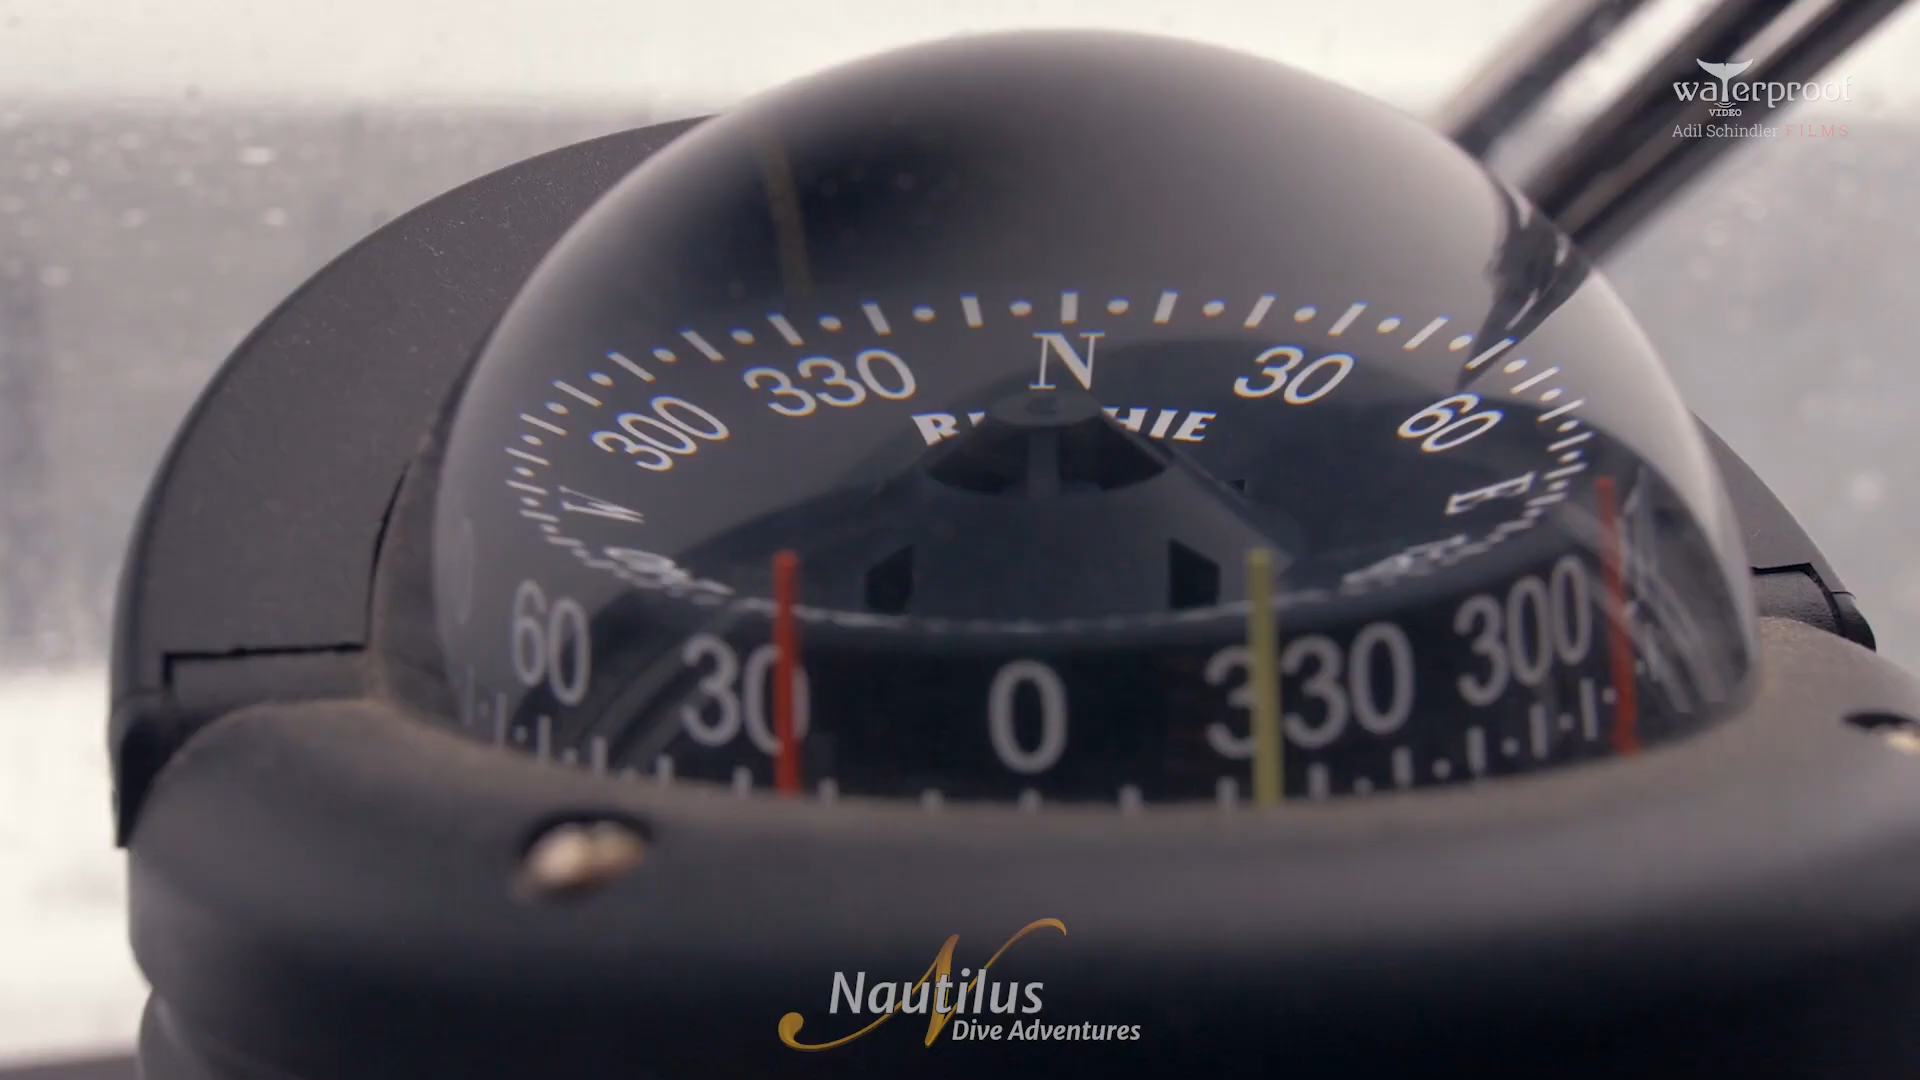 waterproof
VIDEO
Adil Schindler FILMS
N
330
30
300
60
W
E
60
30
0
330
300
Nautilus
Dive Adventures